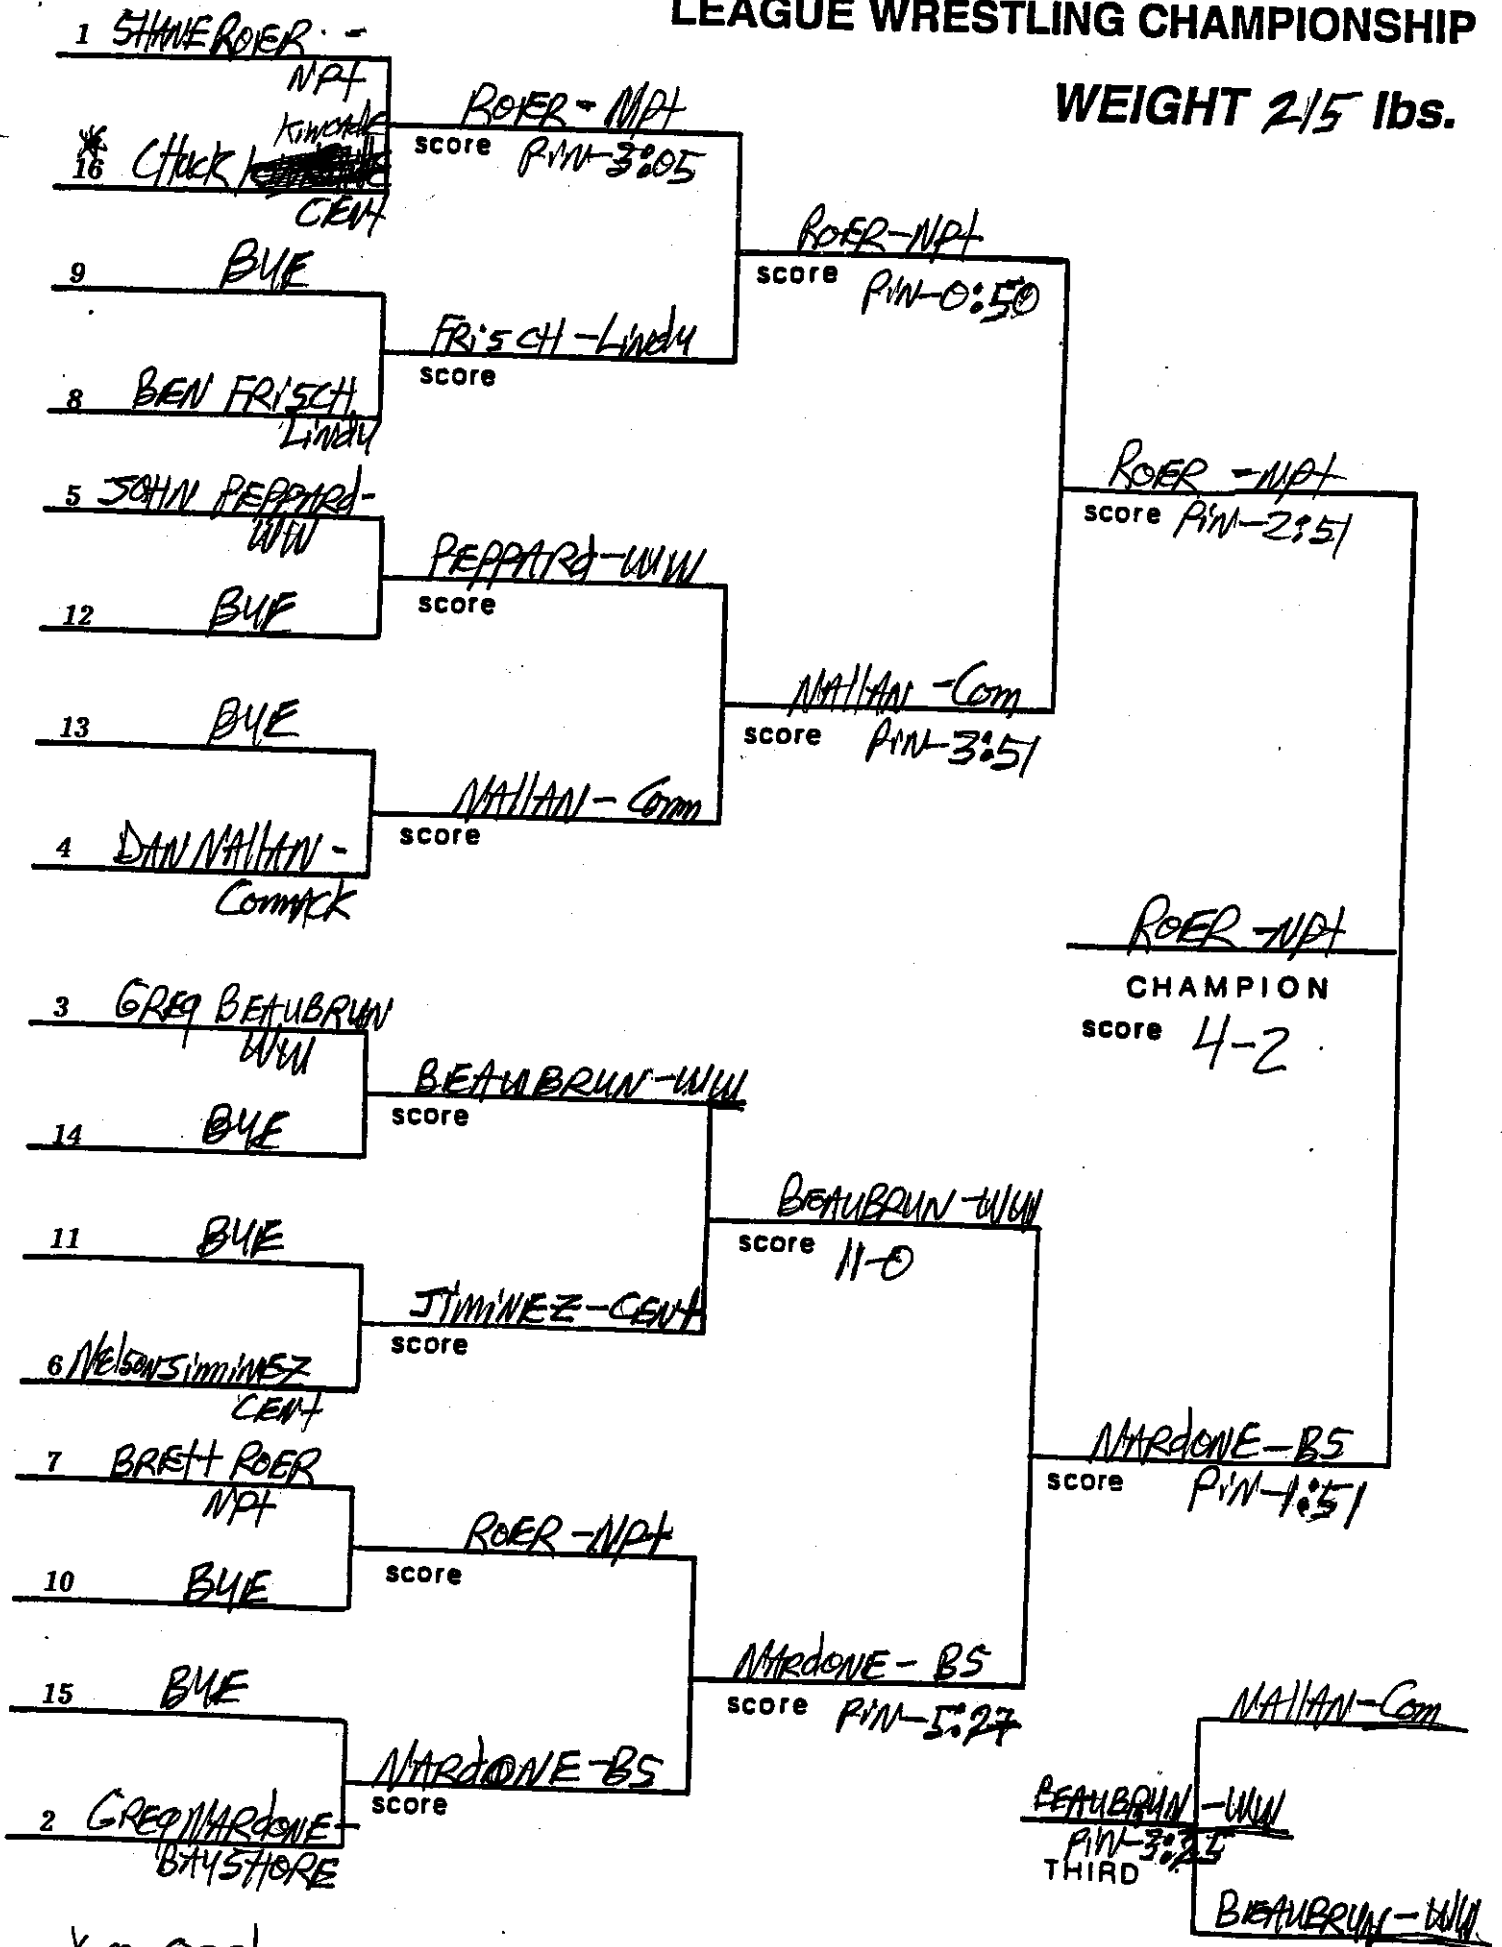 LEAGUE WRESTLING CHAMPIONSHIP
WEIGHT 215 lbs.
1 SHANE ROER -
NPt
16 CHUCK
CENt
ROER - NPt
score PiN-3:05
9 BYE
8 BEN FRiSCH
Lindy
FRiSCH - Lindy
score
ROER-NPt
score PiN-0:50
5 JOHN PEPPARd-
WW
12 BYE
PEPPARd-WW
score
13 BYE
4 DAN NAllAN -
Commack
NAllAN - Comm
score
NAllAN - Com
score PiN-3:51
ROER - NPt
score PiN-2:51
ROER - NPt
CHAMPION
score 4-2
3 GREg BEAUBRUN
WW
14 BYE
BEAUBRUN-WW
score
11 BYE
6 NElSON JimiNEZ
CENt
JimiNEZ-CENt
score
BEAUBRUN-WW
score 11-0
7 BREtt ROER
NPt
10 BYE
ROER - NPt
score
15 BYE
2 GREg NARdONE-
BAYSHORE
NARdONE-BS
score
NARdONE - BS
score PiN-5:27
NARdONE - BS
score PiN-1:51
NAllAN-Com
BEAUBRUN - WW
PiN-3:25
THIRD
BEAUBRUN - WW